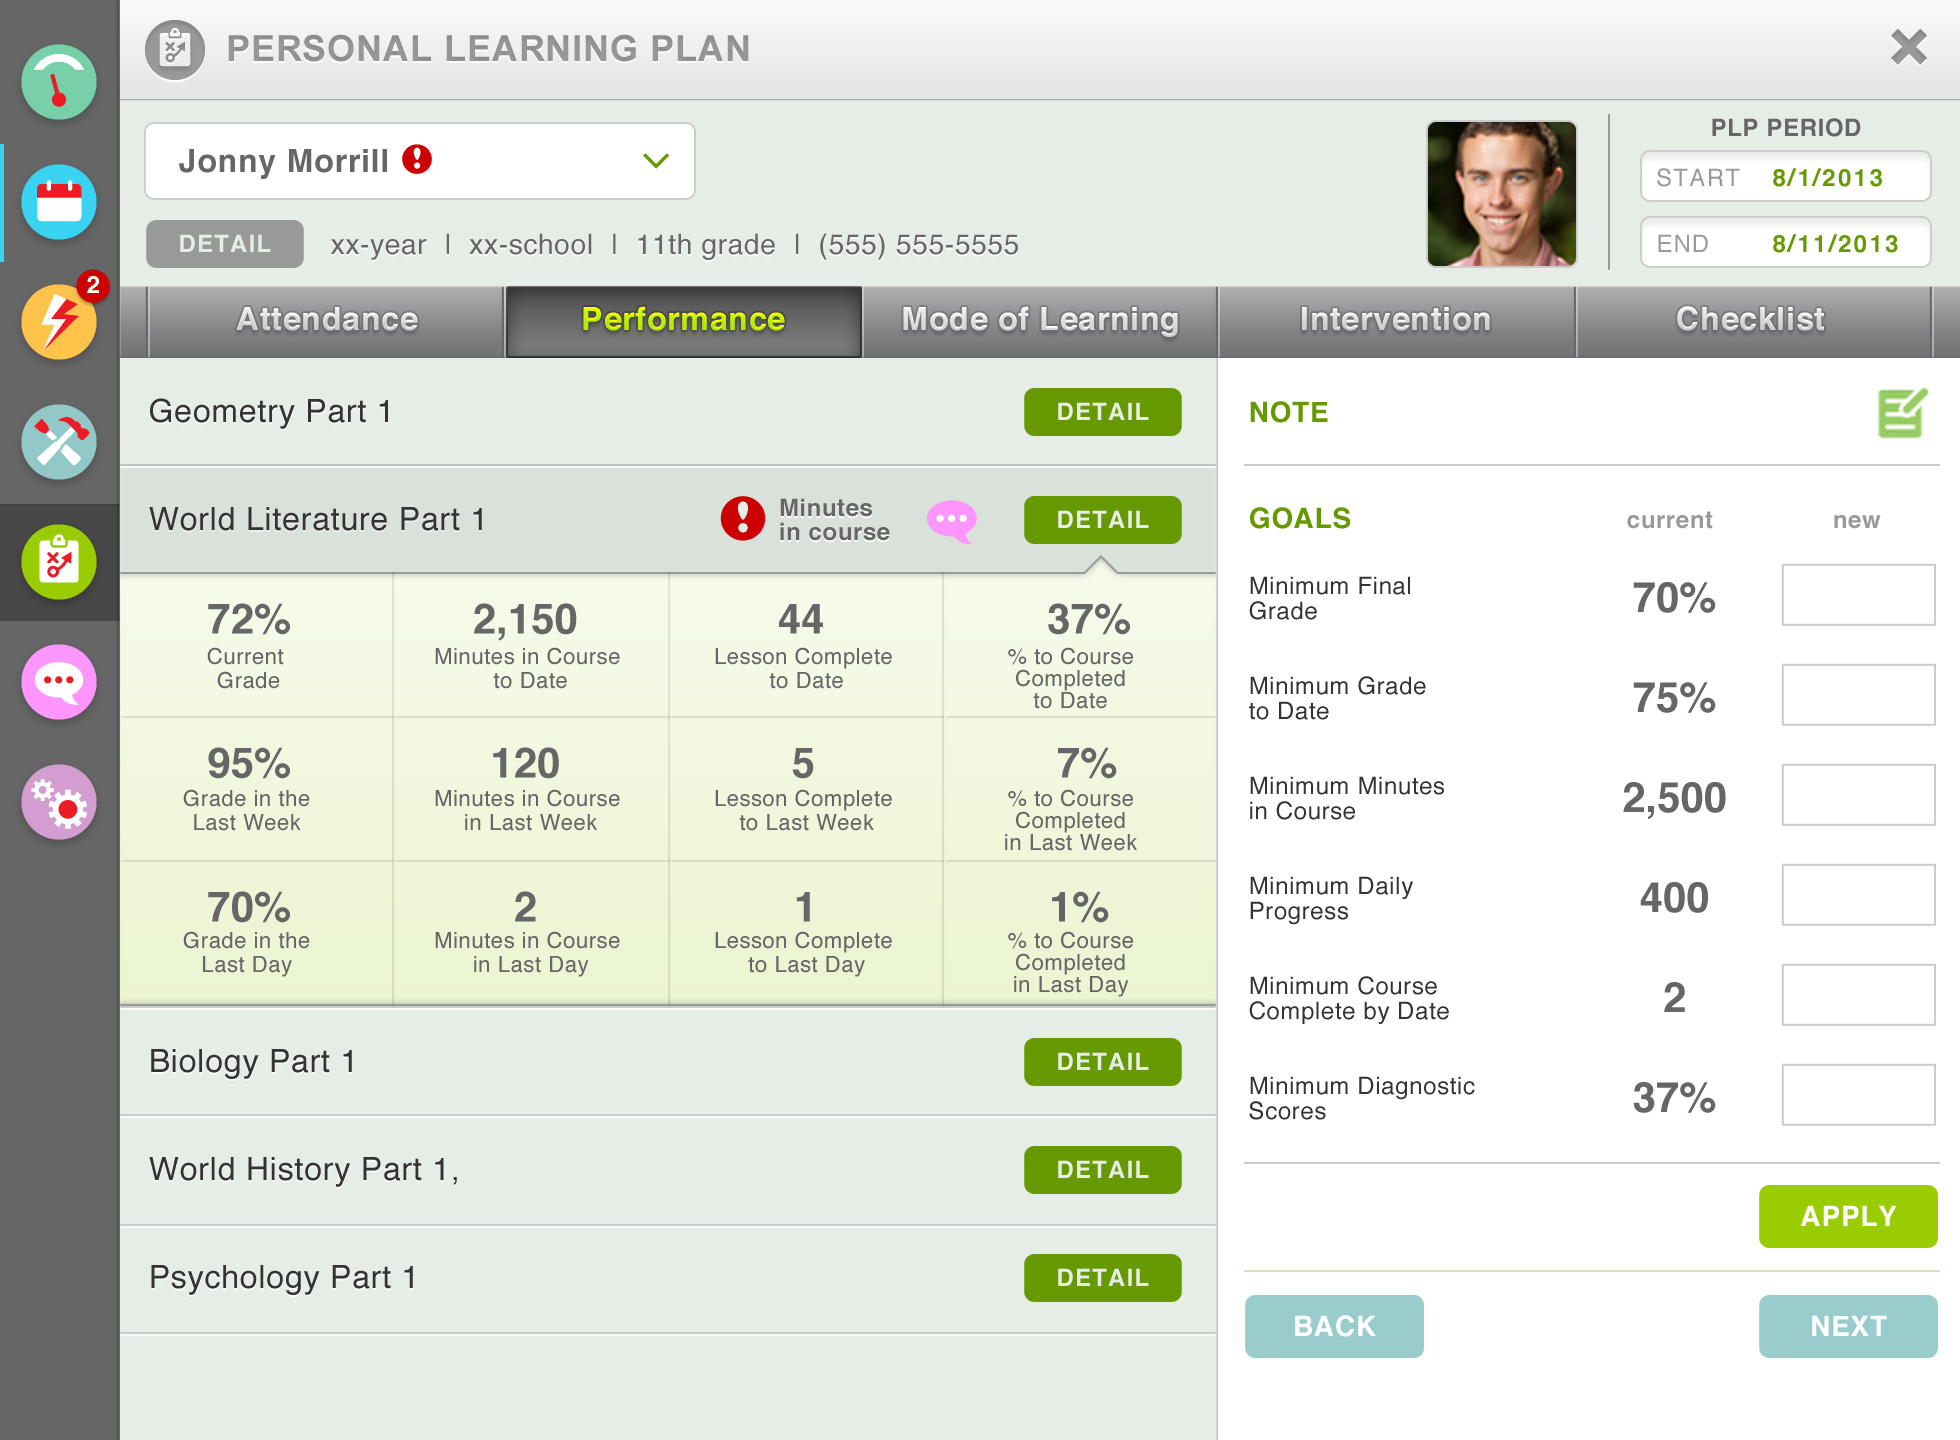 PERSONAL LEARNING PLAN
Jonny Morrill
DETAIL xx-year | xx-school | 11th grade | (555) 555-5555
PLP PERIOD
START 8/1/2013
END 8/11/2013
2
Attendance Performance Mode of Learning Intervention Checklist
Geometry Part 1 DETAIL
World Literature Part 1 Minutes
in course DETAIL
72% 2,150 44 37%
Current Minutes in Course Lesson Complete % to Course
Grade to Date to Date Completed
to Date
95% 120 5 7%
Grade in the Minutes in Course Lesson Complete % to Course
Last Week in Last Week to Last Week Completed
in Last Week
70% 2 1 1%
Grade in the Minutes in Course Lesson Complete % to Course
Last Day in Last Day to Last Day Completed
in Last Day
Biology Part 1 DETAIL
World History Part 1, DETAIL
Psychology Part 1 DETAIL
NOTE
GOALS current new
Minimum Final
Grade 70%
Minimum Grade
to Date 75%
Minimum Minutes
in Course 2,500
Minimum Daily
Progress 400
Minimum Course
Complete by Date 2
Minimum Diagnostic
Scores 37%
APPLY
BACK NEXT